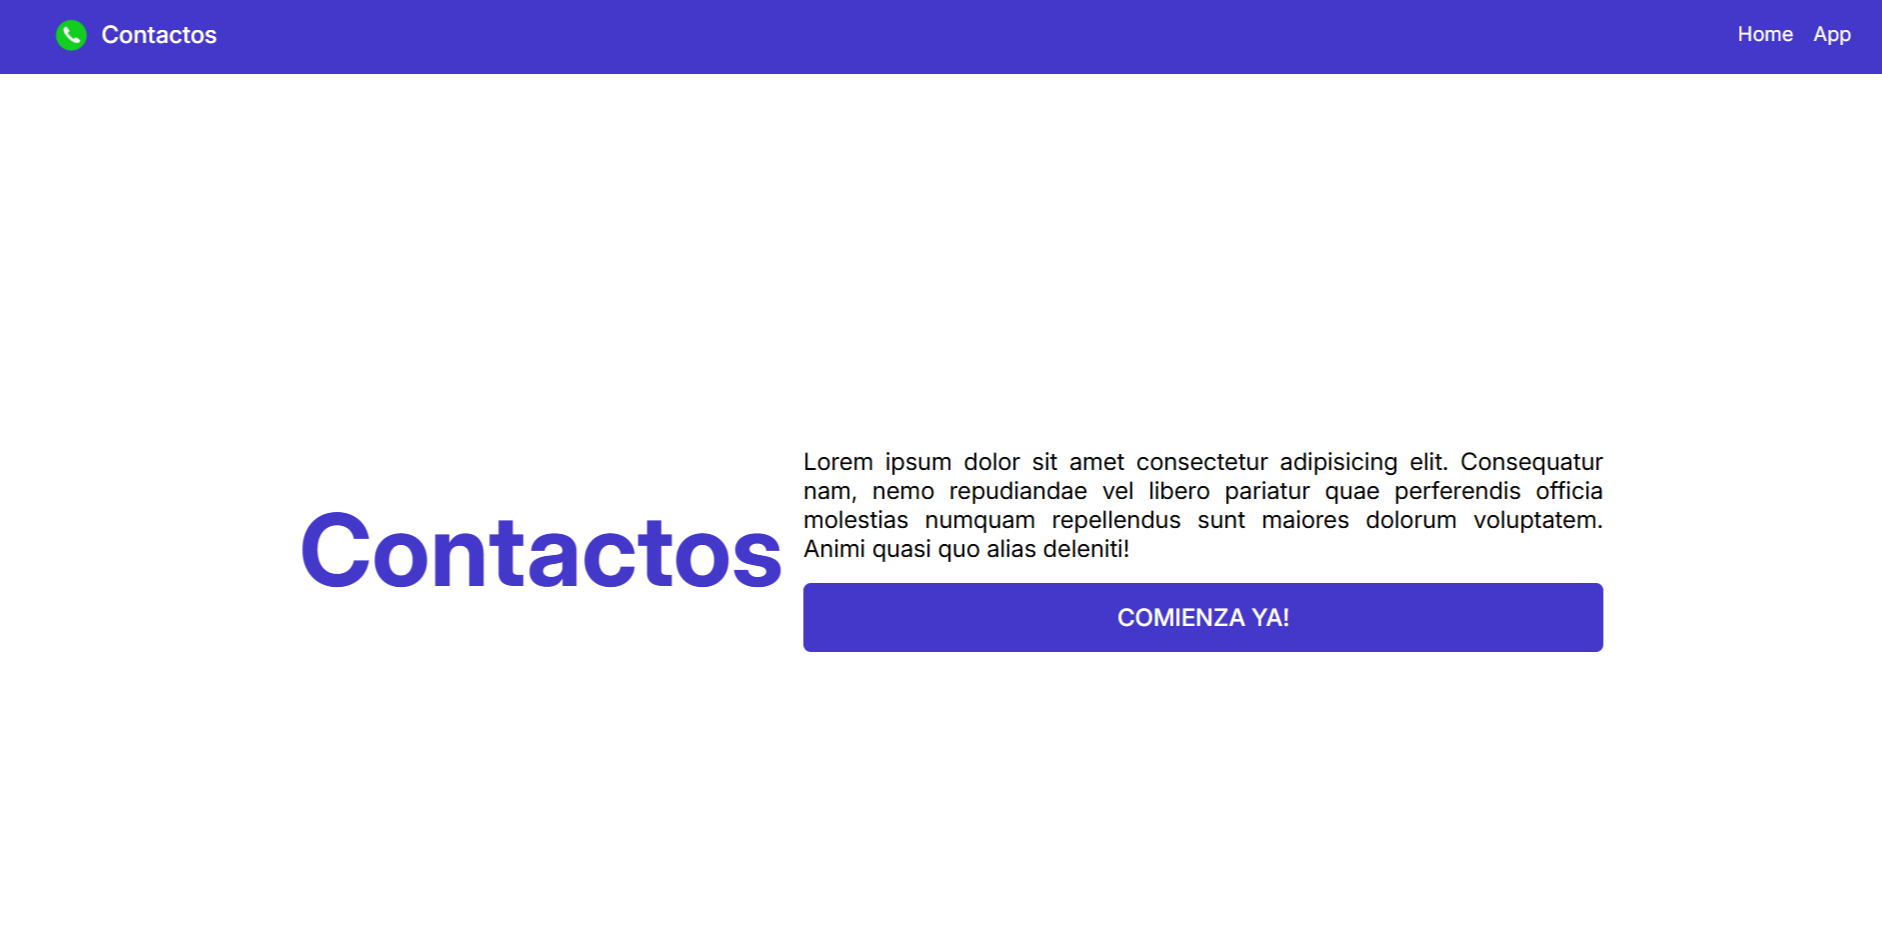 Contactos
Home App
Contactos
Lorem ipsum dolor sit amet consectetur adipisicing elit. Consequatur
nam, nemo repudiandae vel libero pariatur quae perferendis officia
molestias numquam repellendus sunt maiores dolorum voluptatem.
Animi quasi quo alias deleniti!
COMIENZA YA!